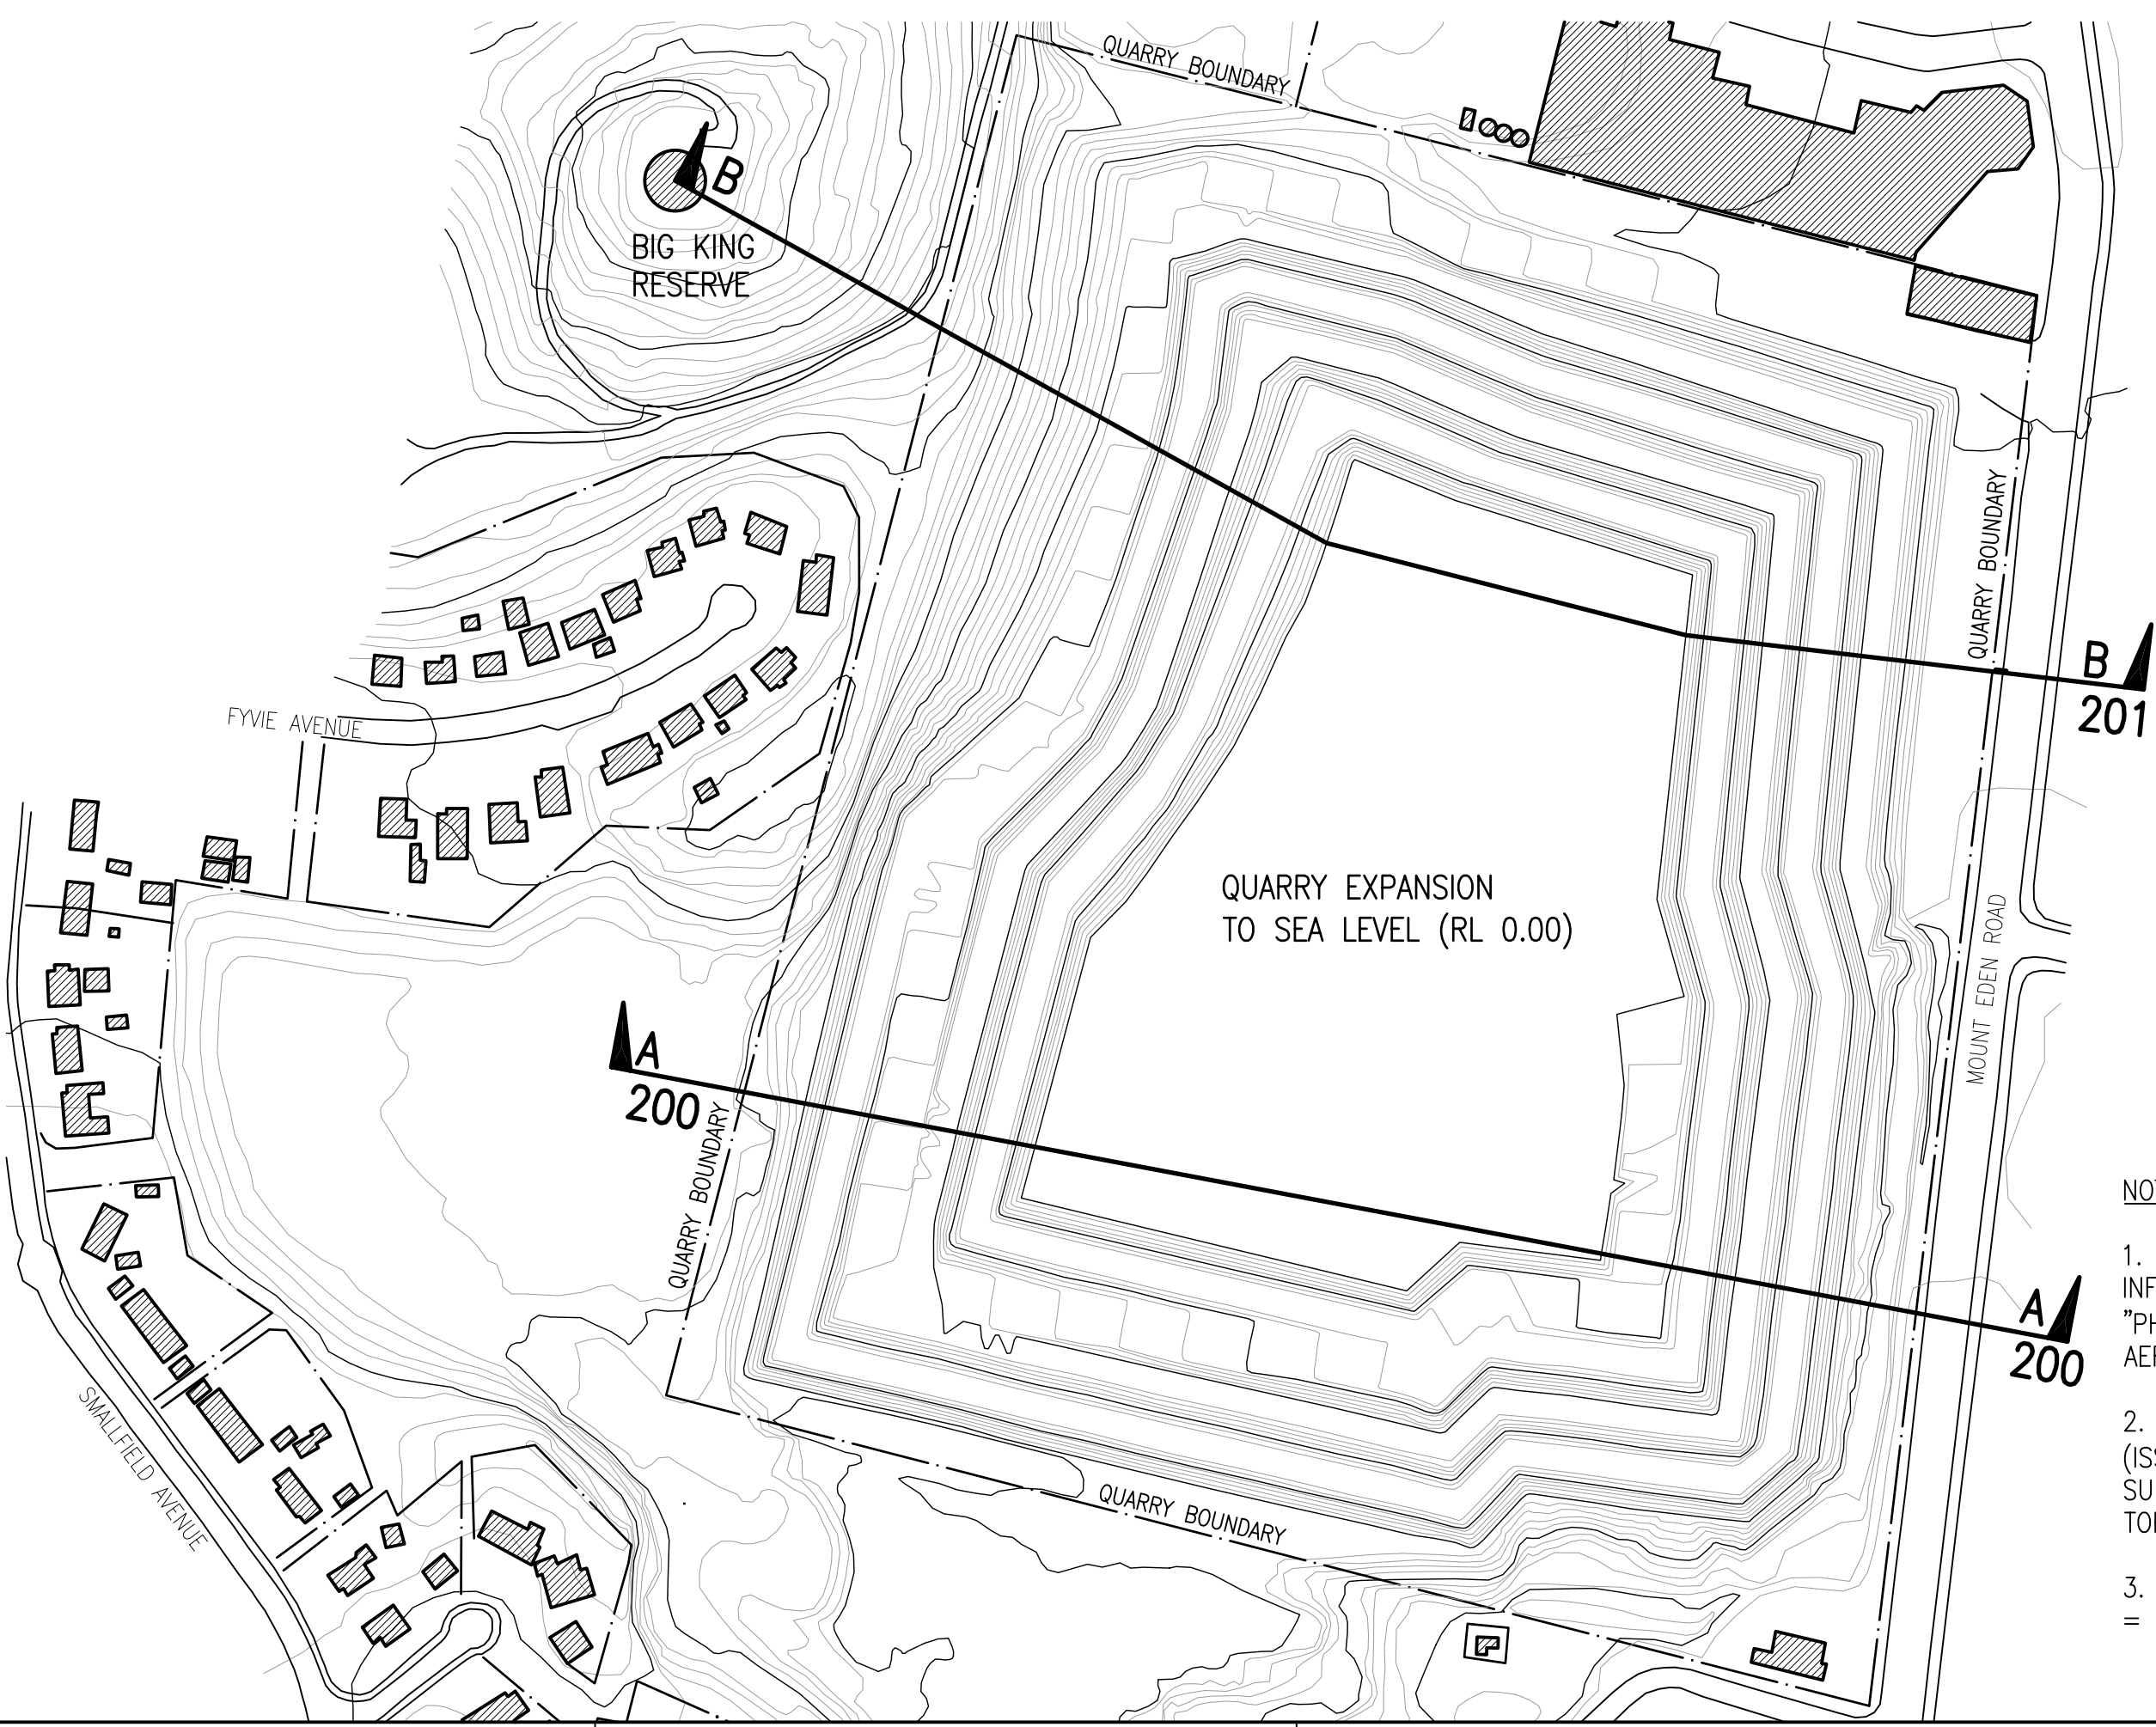 QUARRY BOUNDARY
B
BIG KING
RESERVE
QUARRY BOUNDARY
B
201
FYVIE AVENUE
QUARRY EXPANSION
TO SEA LEVEL (RL 0.00)
MOUNT EDEN ROAD
A
200
QUARRY BOUNDARY
A
200
SMALLFIELD AVENUE
QUARRY BOUNDARY
1.
2.
3.
=